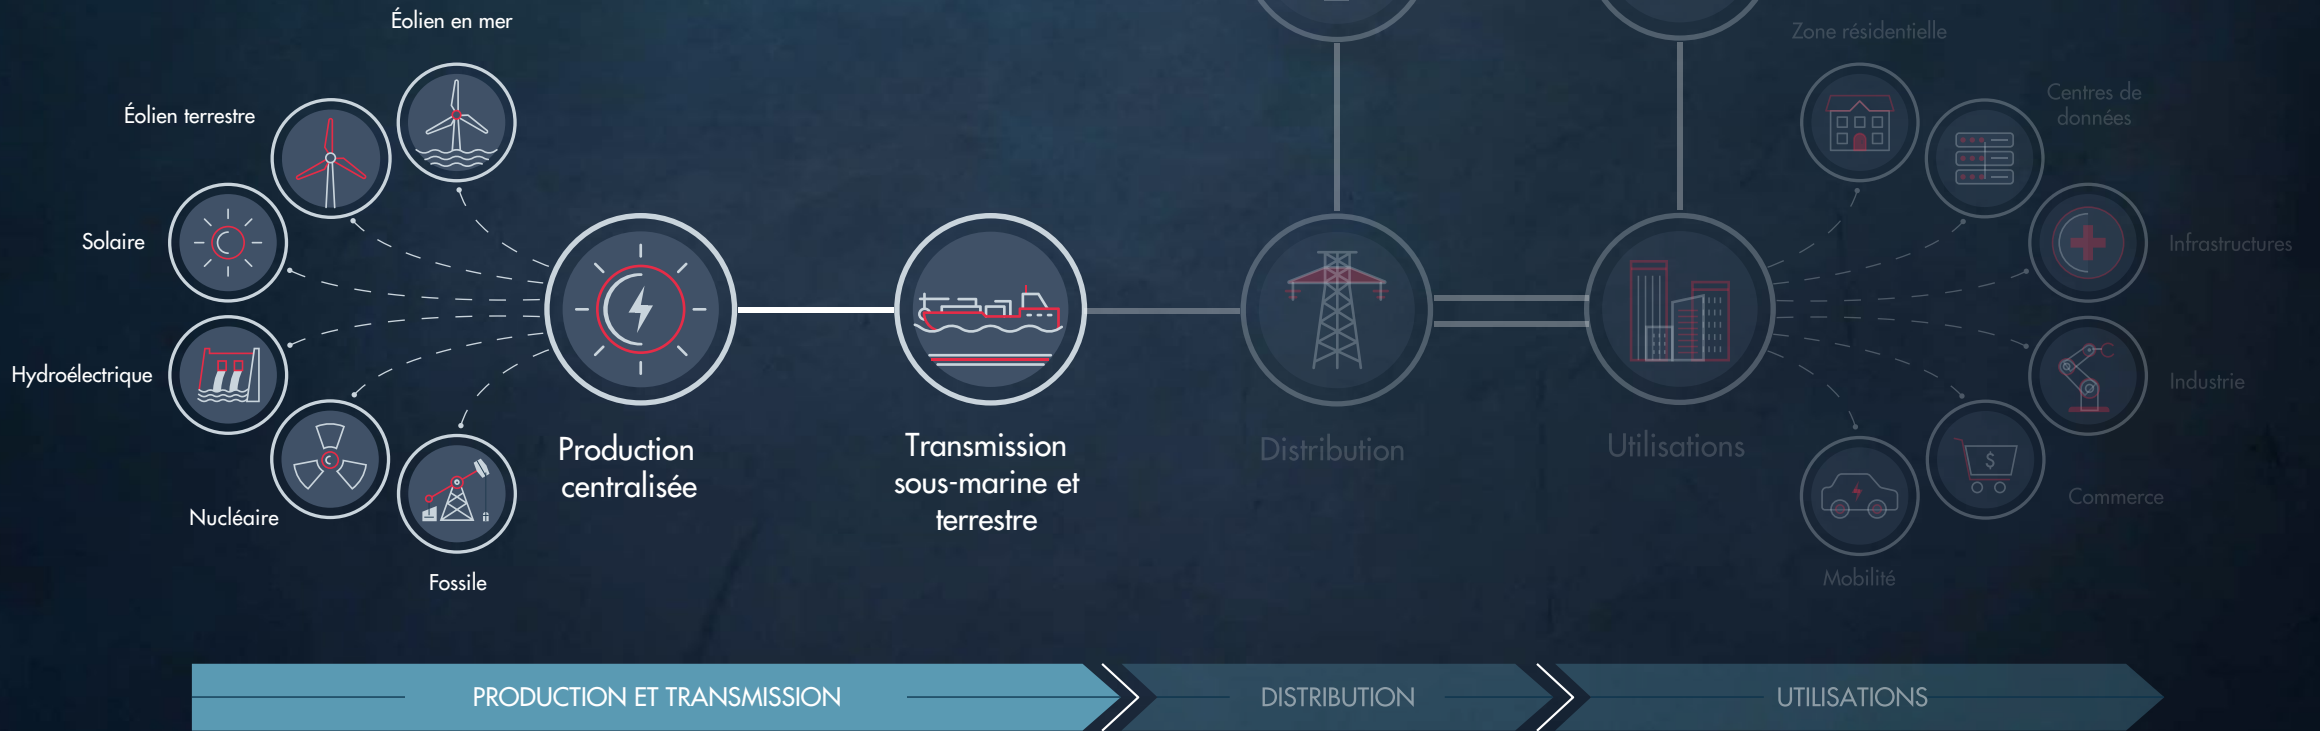 Éolien en mer
Éolien terrestre
Solaire
Hydroélectrique
Nucléaire
Fossile
Production
centralisée
Transmission
sous-marine et
terrestre
Distribution
Utilisations
Zone résidentielle
Centres de
données
Infrastructures
Industrie
$
Commerce
Mobilité
PRODUCTION ET TRANSMISSION
DISTRIBUTION
UTILISATIONS